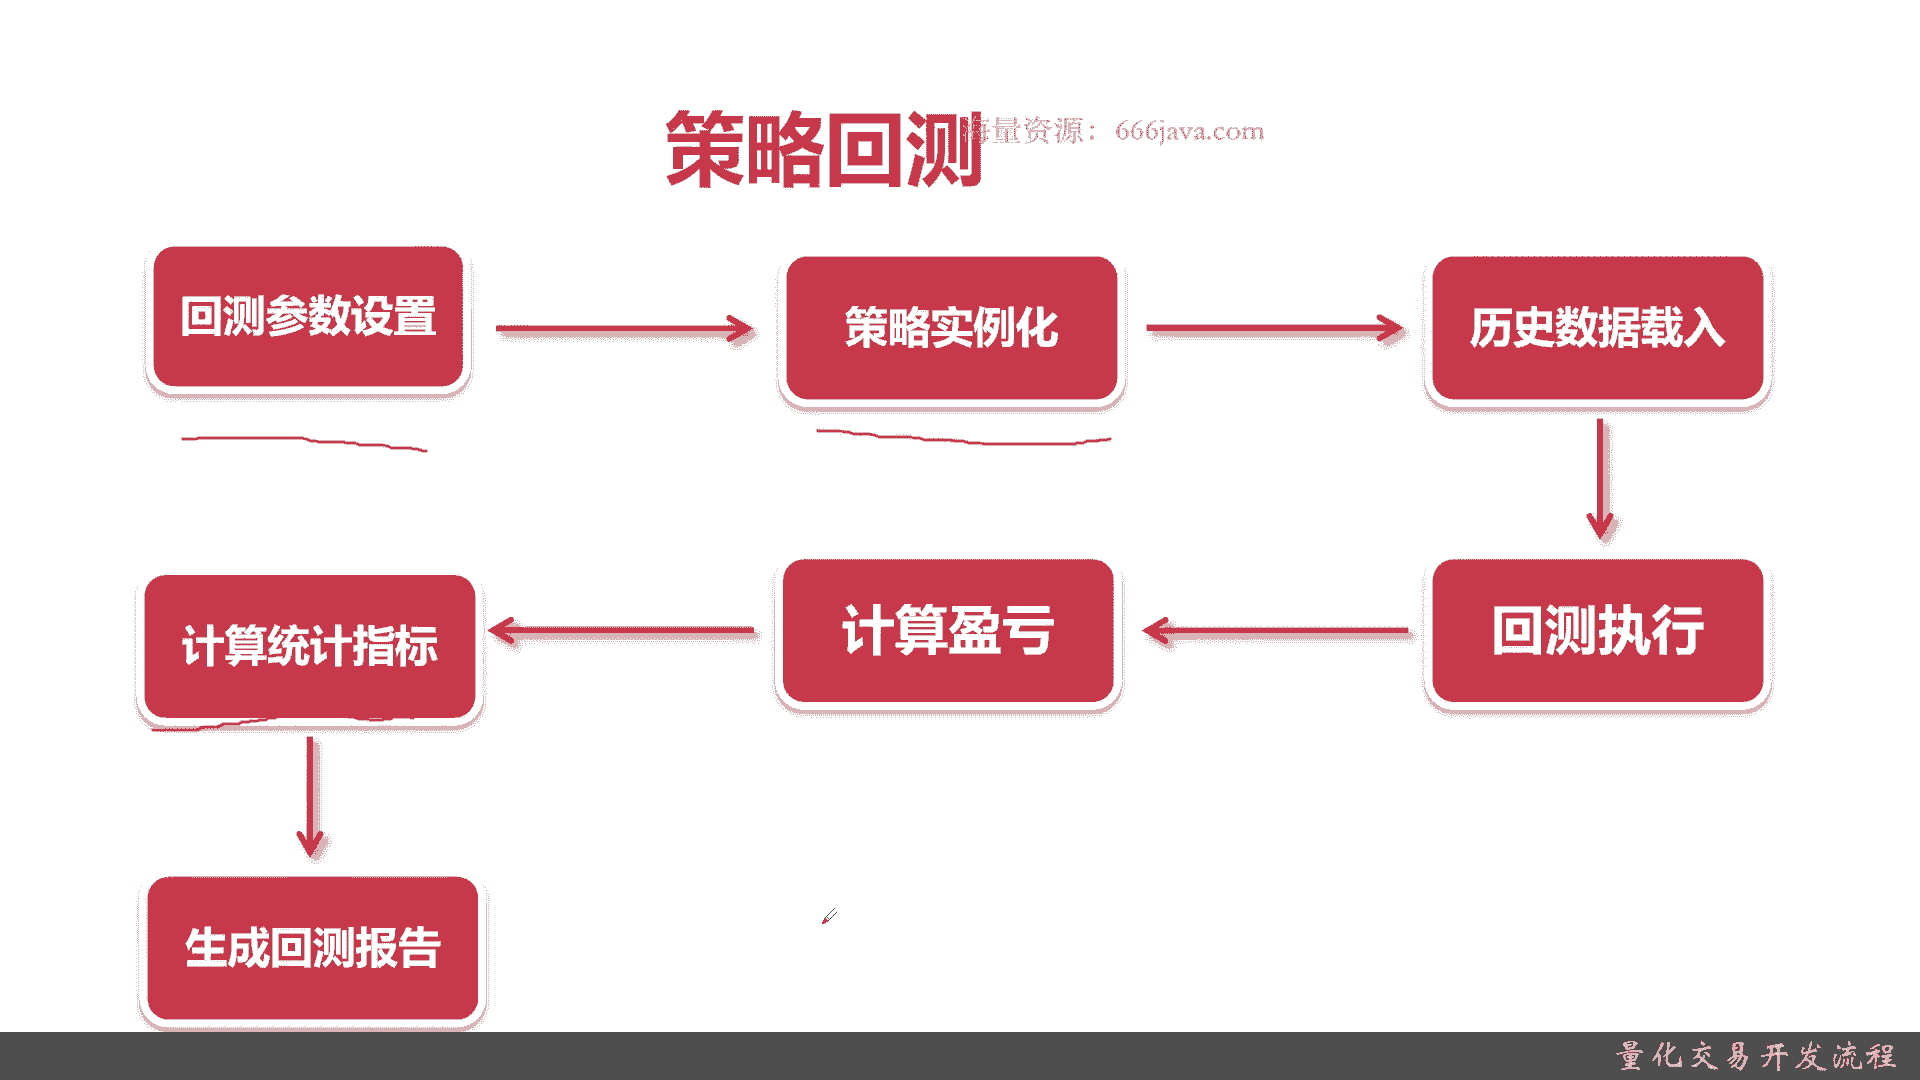 策略回测
海量资源：666java.com
回测参数设置
策略实例化
历史数据载入
回测执行
计算盈亏
计算统计指标
生成回测报告
量化交易开发流程